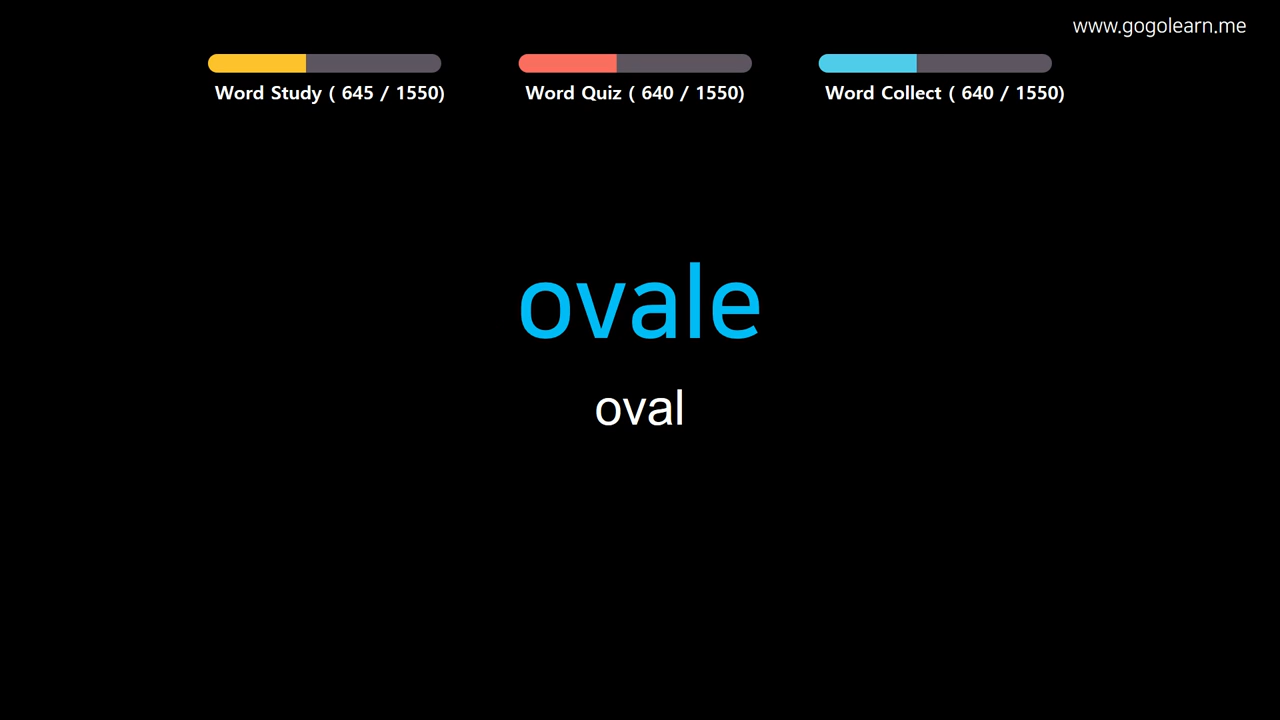 www.gogolearn.me
Word Study ( 645 / 1550)
Word Quiz ( 640 / 1550)
Word Collect ( 640 / 1550)
ovale
oval